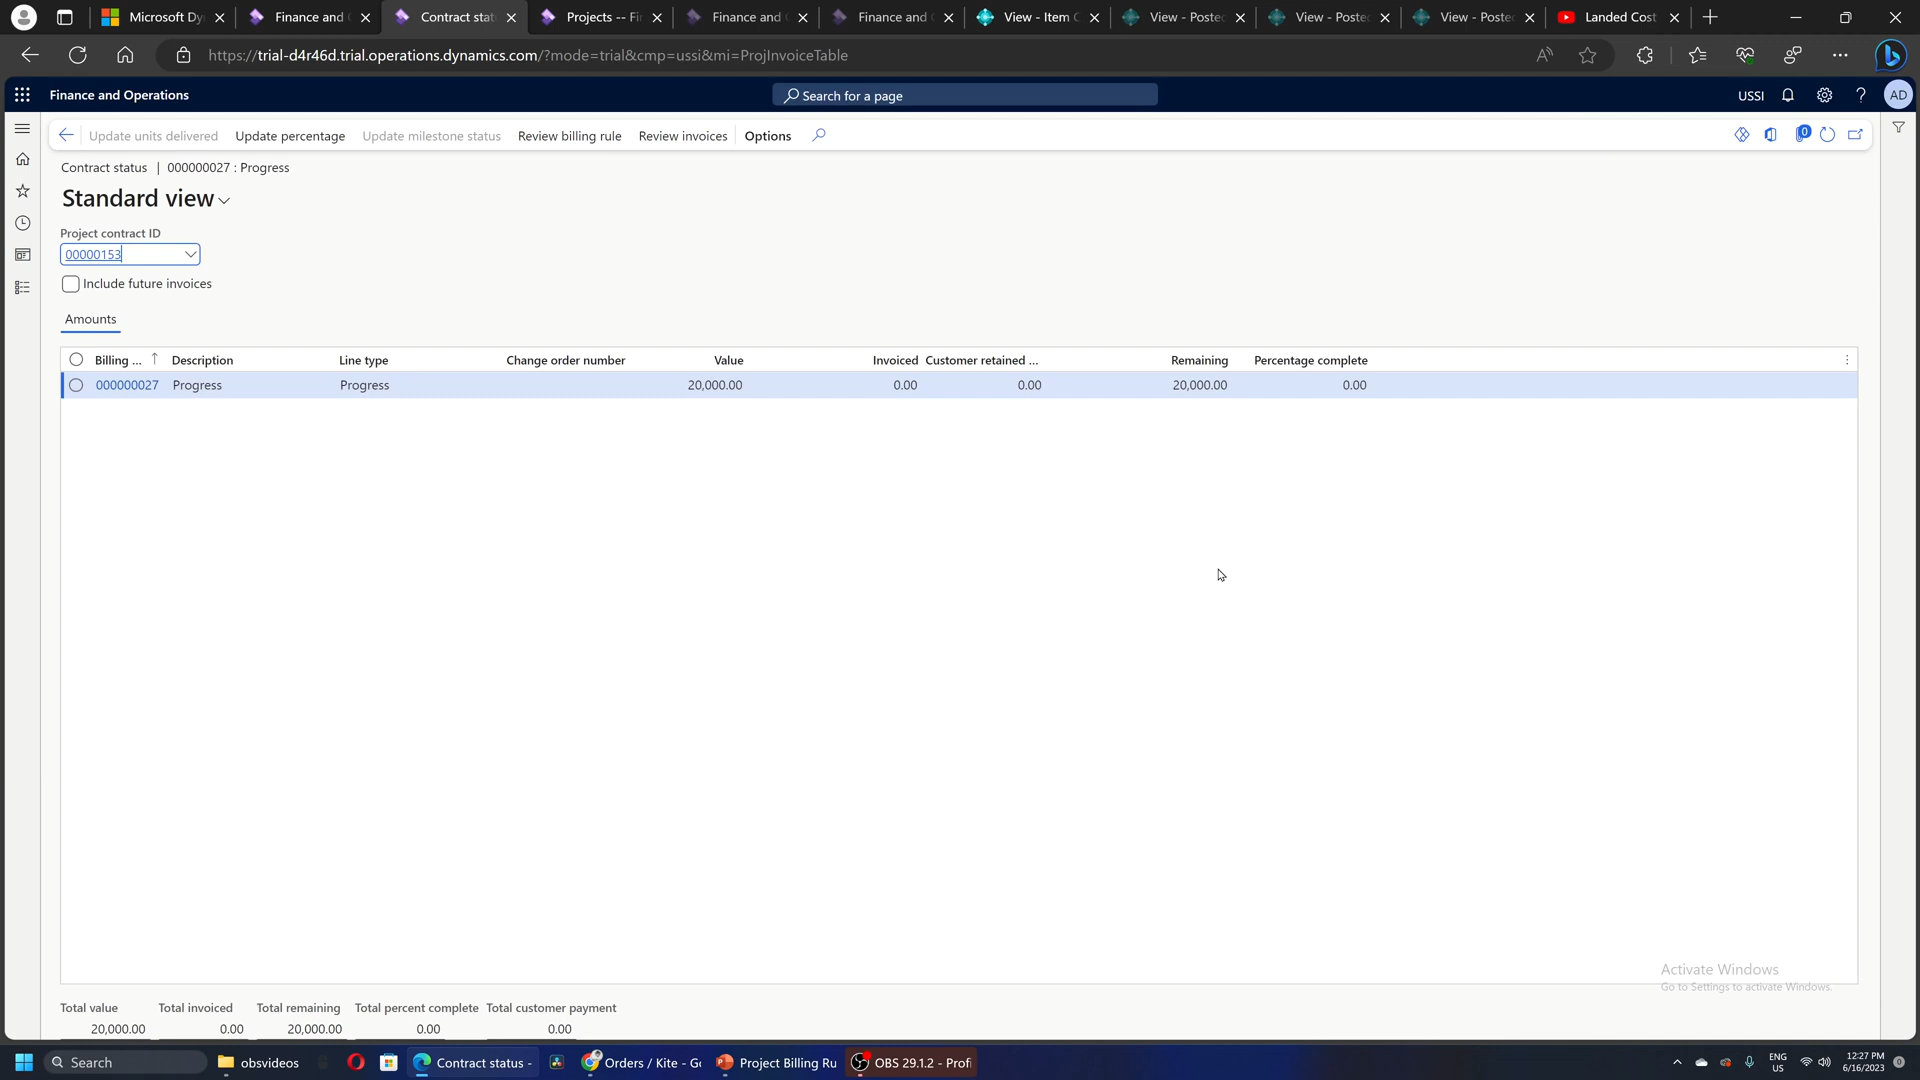 Microsoft Dy
Finance and
Contract stat
Projects -- Fi
Finance and
Finance and
View - Item C
View - Posted
View - Posted
View - Posted
Landed Cost
https://trial-d4r46d.trial.operations.dynamics.com/?mode=trial&cmp=ussi&mi=ProjInvoiceTable
Finance and Operations
Search for a page
USSI
AD
Update units delivered
Update percentage
Update milestone status
Review billing rule
Review invoices
Options
0
Contract status | 000000027 : Progress
Standard view
Project contract ID
00000153
Include future invoices
Amounts
Billing ... Description Line type Change order number Value Invoiced Customer retained ... Remaining Percentage complete
000000027 Progress Progress 20,000.00 0.00 0.00 20,000.00 0.00
Activate Windows
Go to Settings to activate Windows.
Total value Total invoiced Total remaining Total percent complete Total customer payment
20,000.00 0.00 20,000.00 0.00 0.00
Search
obsvideos
Contract status -
Orders / Kite - Go
Project Billing Ru
OBS 29.1.2 - Profi
ENG
US
12:27 PM
6/16/2023